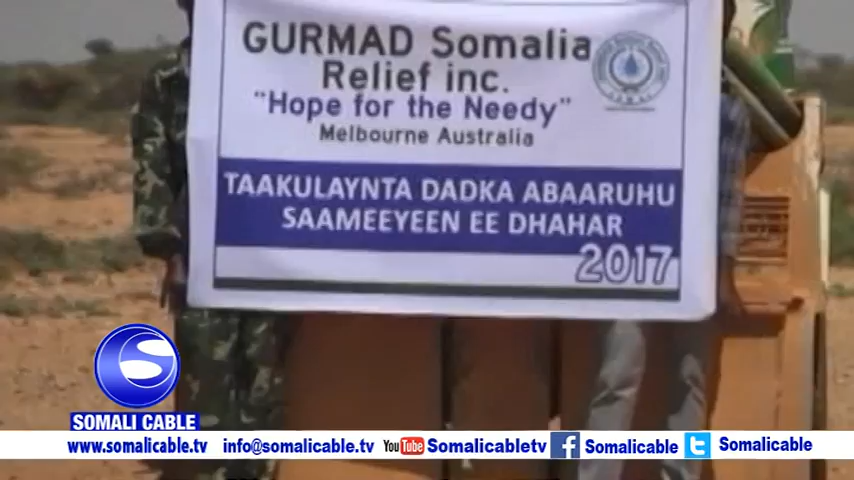 GURMAD Somalia
Relief inc.
"Hope for the Needy"
Melbourne Australia
TAAKULAYNTA DADKA ABAARUHU
SAAMEEYEEN EE DHAHAR
2017
S
SOMALI CABLE
www.somalicable.tv info@somalicable.tv YouTube Somalicabletv f Somalicable t Somalicable